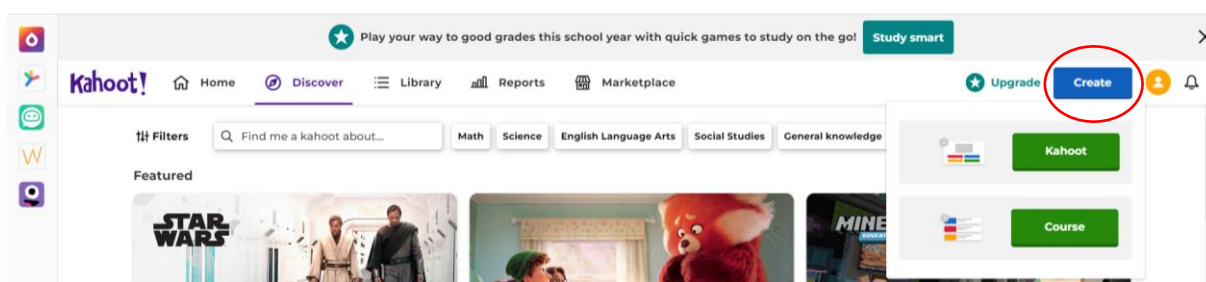 Play your way to good grades this school year with quick games to study on the go! Study smart
Kahoot! Home Discover Library Reports Marketplace Upgrade Create
Filters Find me a kahoot about... Math Science English Language Arts Social Studies General knowledge
Kahoot
Featured
STAR
WARS
MINE
Course